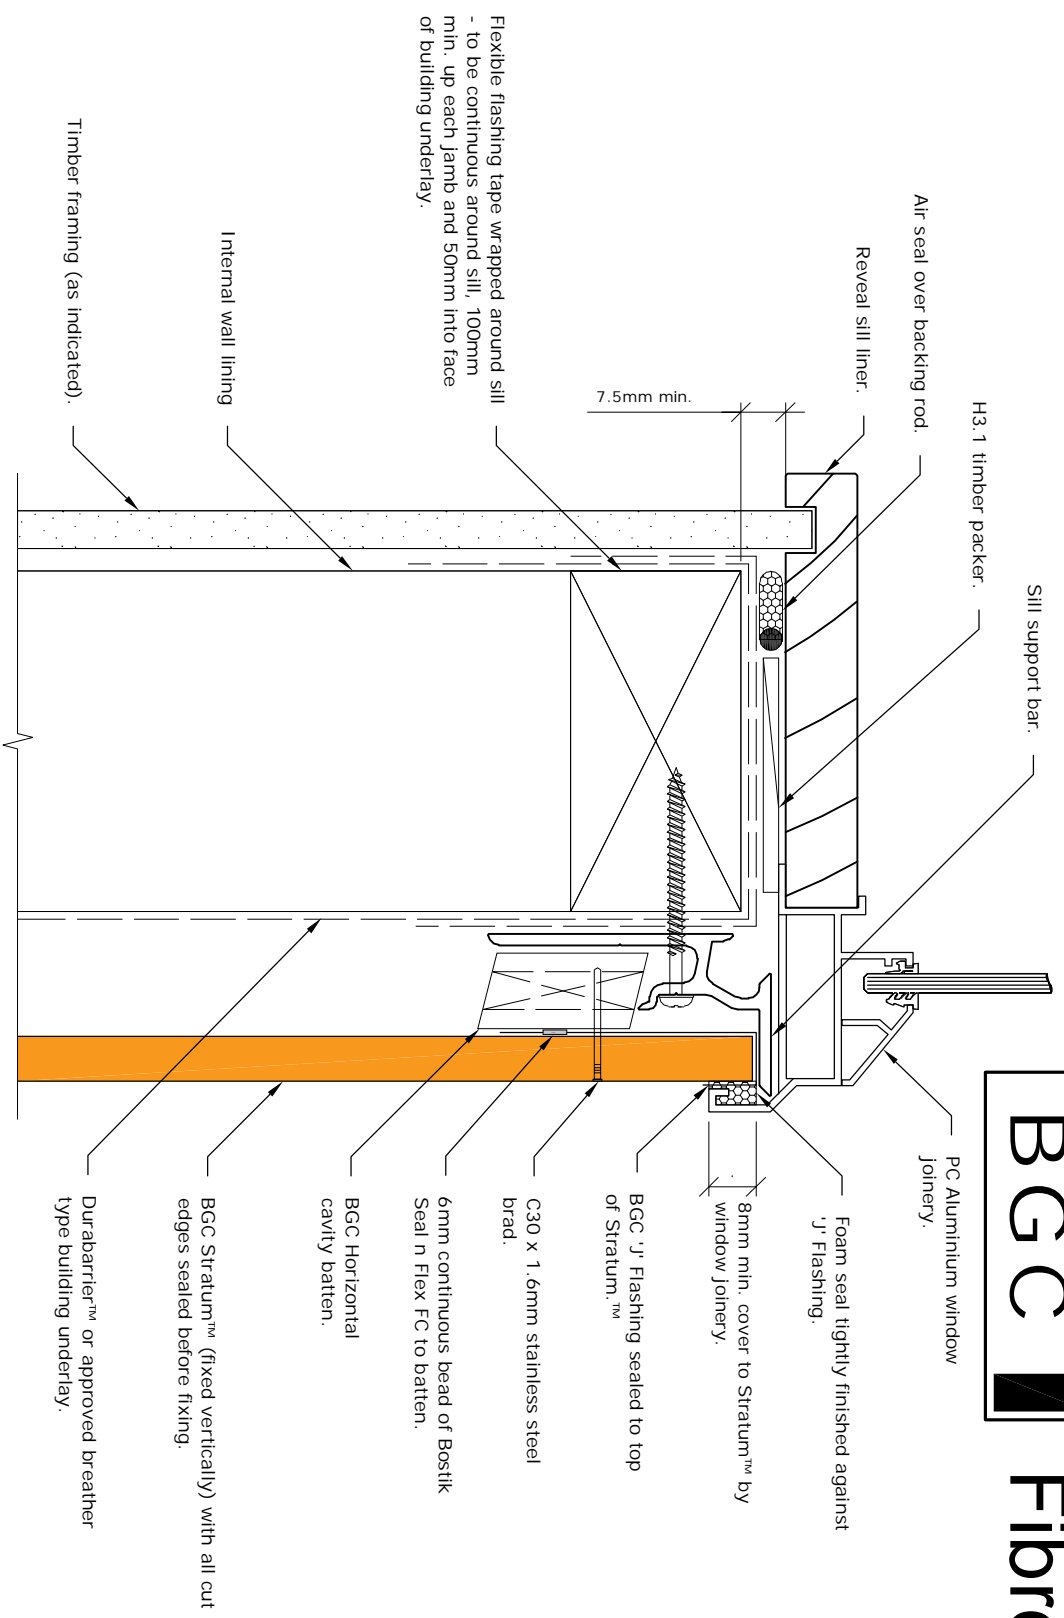 Sill support bar.
H3.1 timber packer.
Air seal over backing rod.
Reveal sill liner.
7.5mm min.
Flexible flashing tape wrapped around sill
- to be continuous around sill, 100mm
min. up each jamb and 50mm into face
of building underlay.
Internal wall lining
Timber framing (as indicated).
BGC
Fibre
PC Aluminium window
joinery.
Foam seal tightly finished against
'J' Flashing.
8mm min. cover to Stratum™ by
window joinery.
BGC 'J' Flashing sealed to top
of Stratum.™
C30 x 1.6mm stainless steel
brad.
6mm continuous bead of Bostik
Seal n Flex FC to batten.
BGC Horizontal
cavity batten.
BGC Stratum™ (fixed vertically) with all cut
edges sealed before fixing.
Durabarrier™ or approved breather
type building underlay.